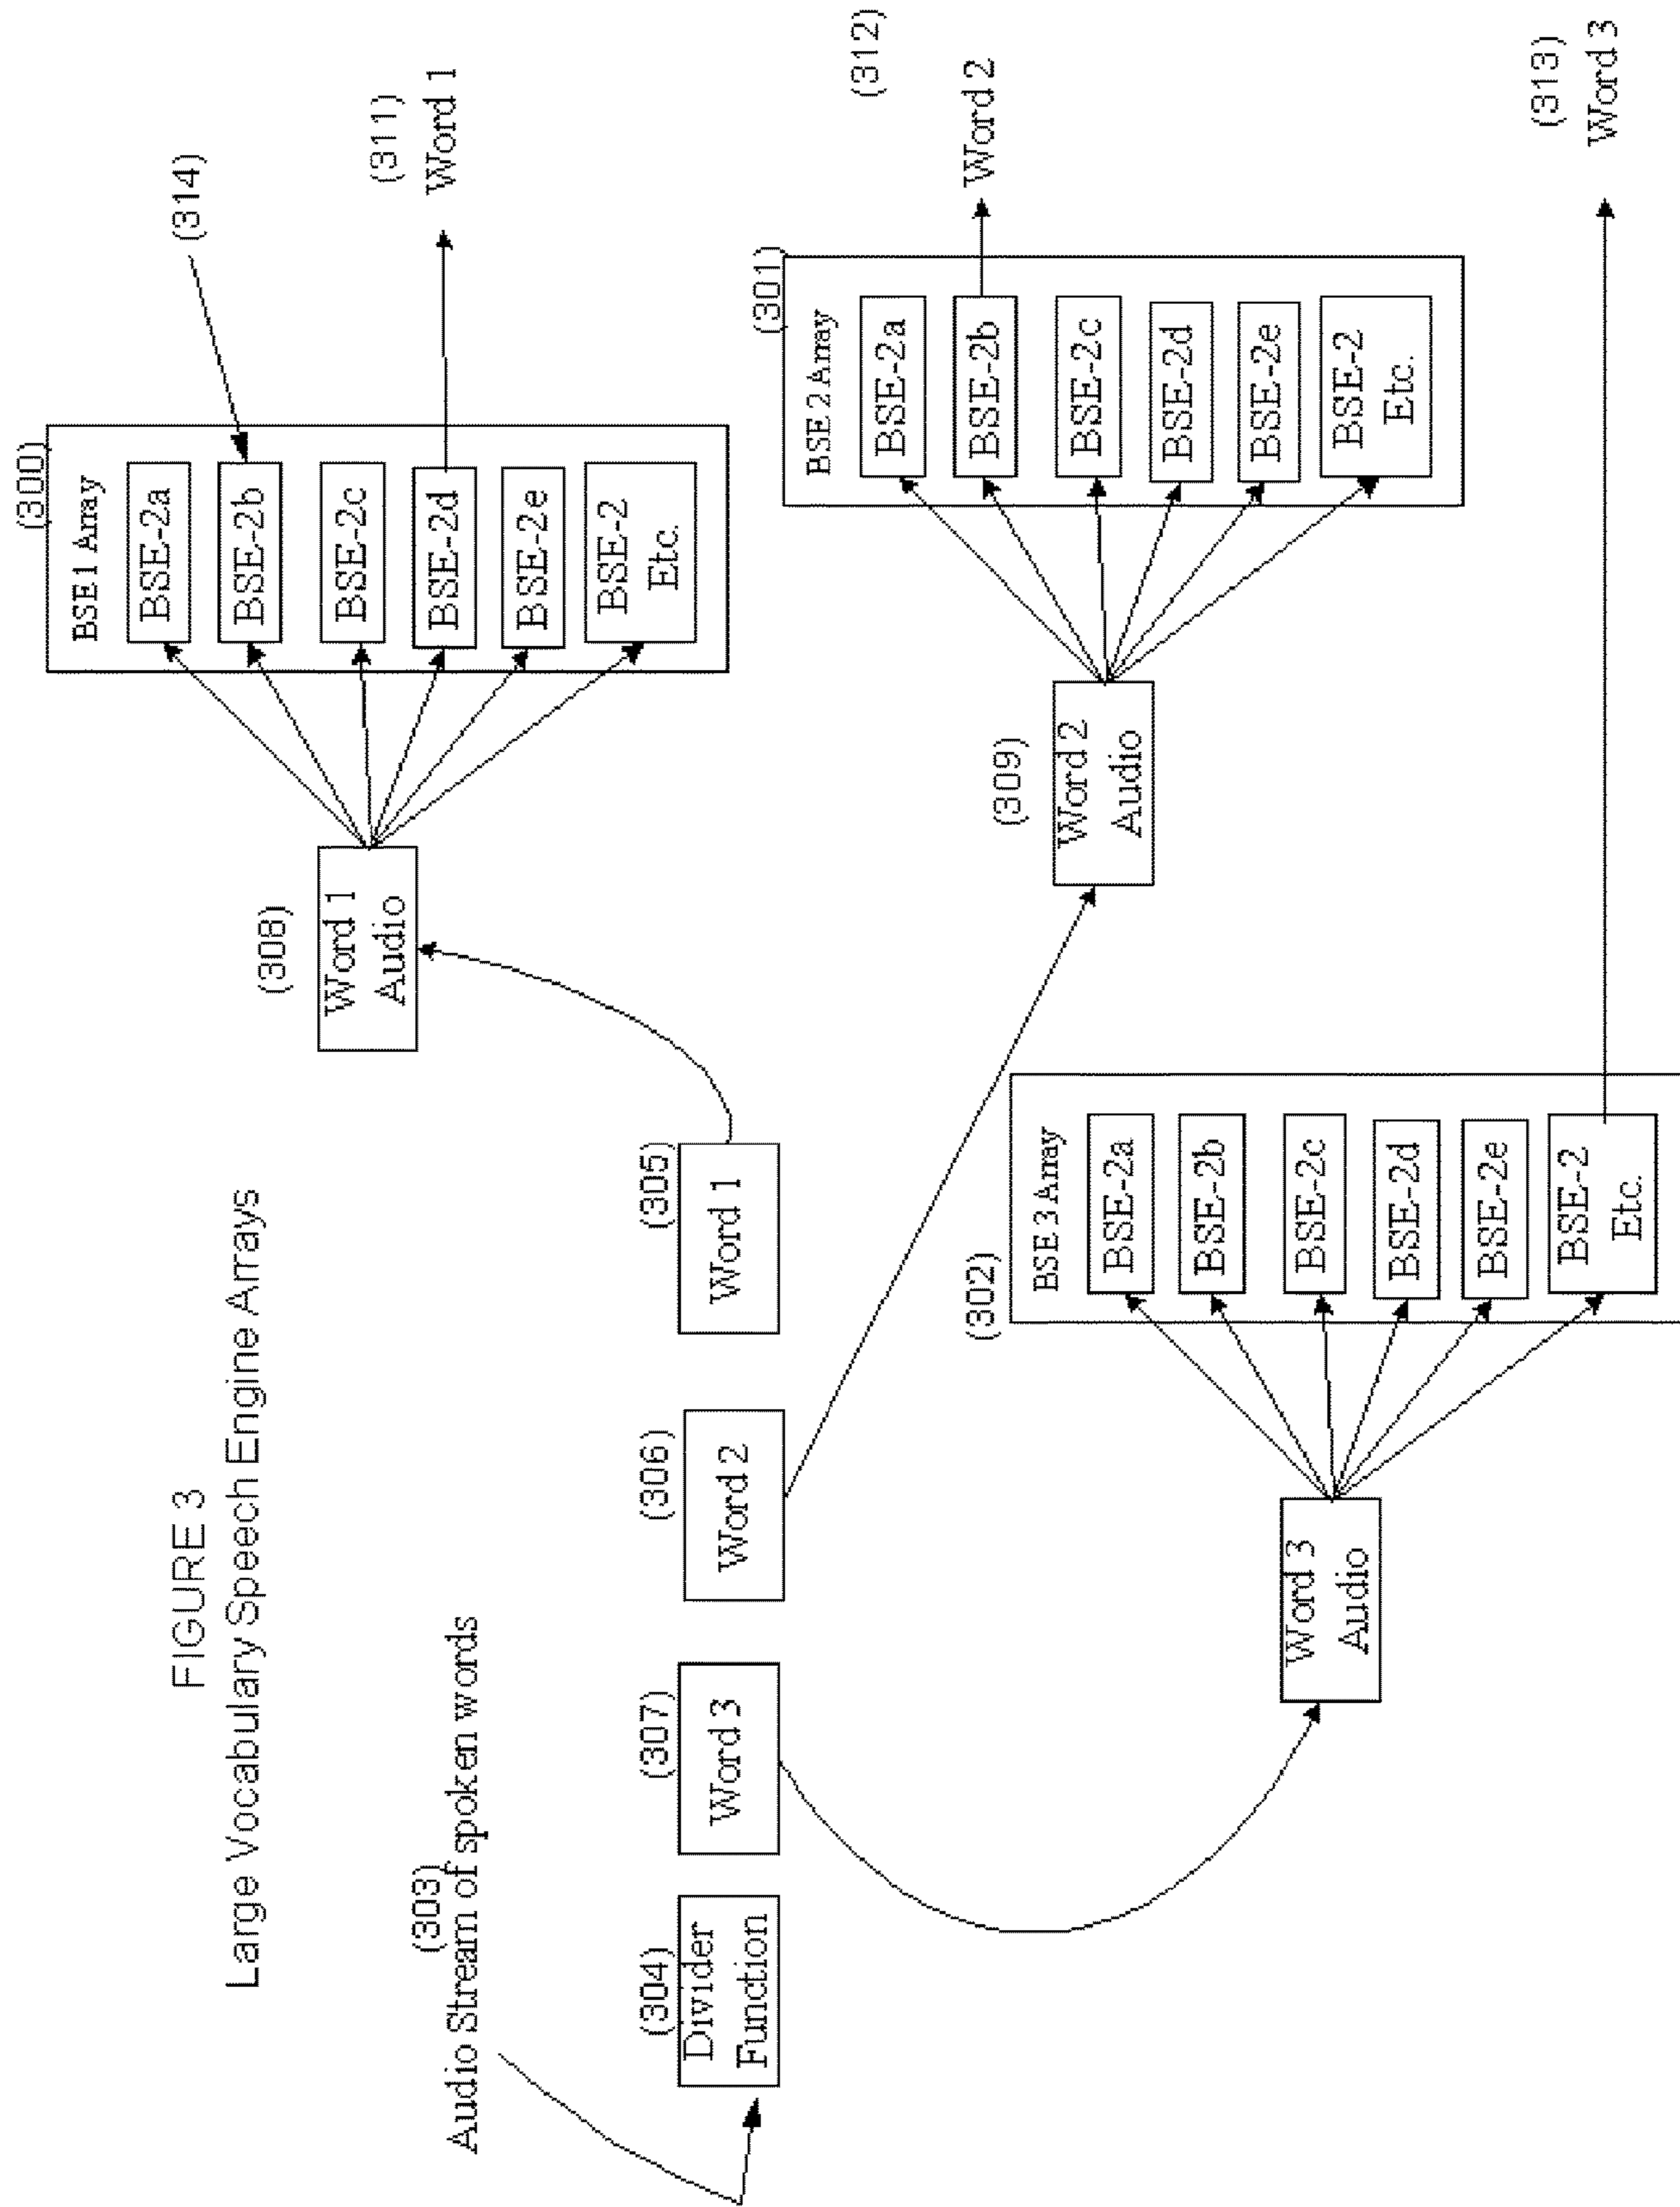 FIGURE 3
Large Vocabulary Speech Engine Arrays
(303)
Audio Stream of spoken words
(304)
Divider
Function
(307)
Word 3
(306)
Word 2
(305)
Word 1
(308)
Word 1
Audio
(300)
BSE 1 Array
BSE-2a
BSE-2b
BSE-2c
BSE-2d
BSE-2e
BSE-2
Etc.
(314)
(311)
Word 1
(309)
Word 2
Audio
(301)
BSE 2 Array
BSE-2a
BSE-2b
BSE-2c
BSE-2d
BSE-2e
BSE-2
Etc.
(312)
Word 2
Word 3
Audio
(302)
BSE 3 Array
BSE-2a
BSE-2b
BSE-2c
BSE-2d
BSE-2e
BSE-2
Etc.
(313)
Word 3